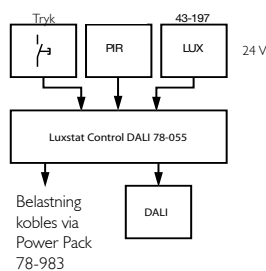 Tryk
43-197
PIR
LUX
24 V
Luxstat Control DALI 78-055
Belastning
kobles via
Power Pack
78-983
DALI